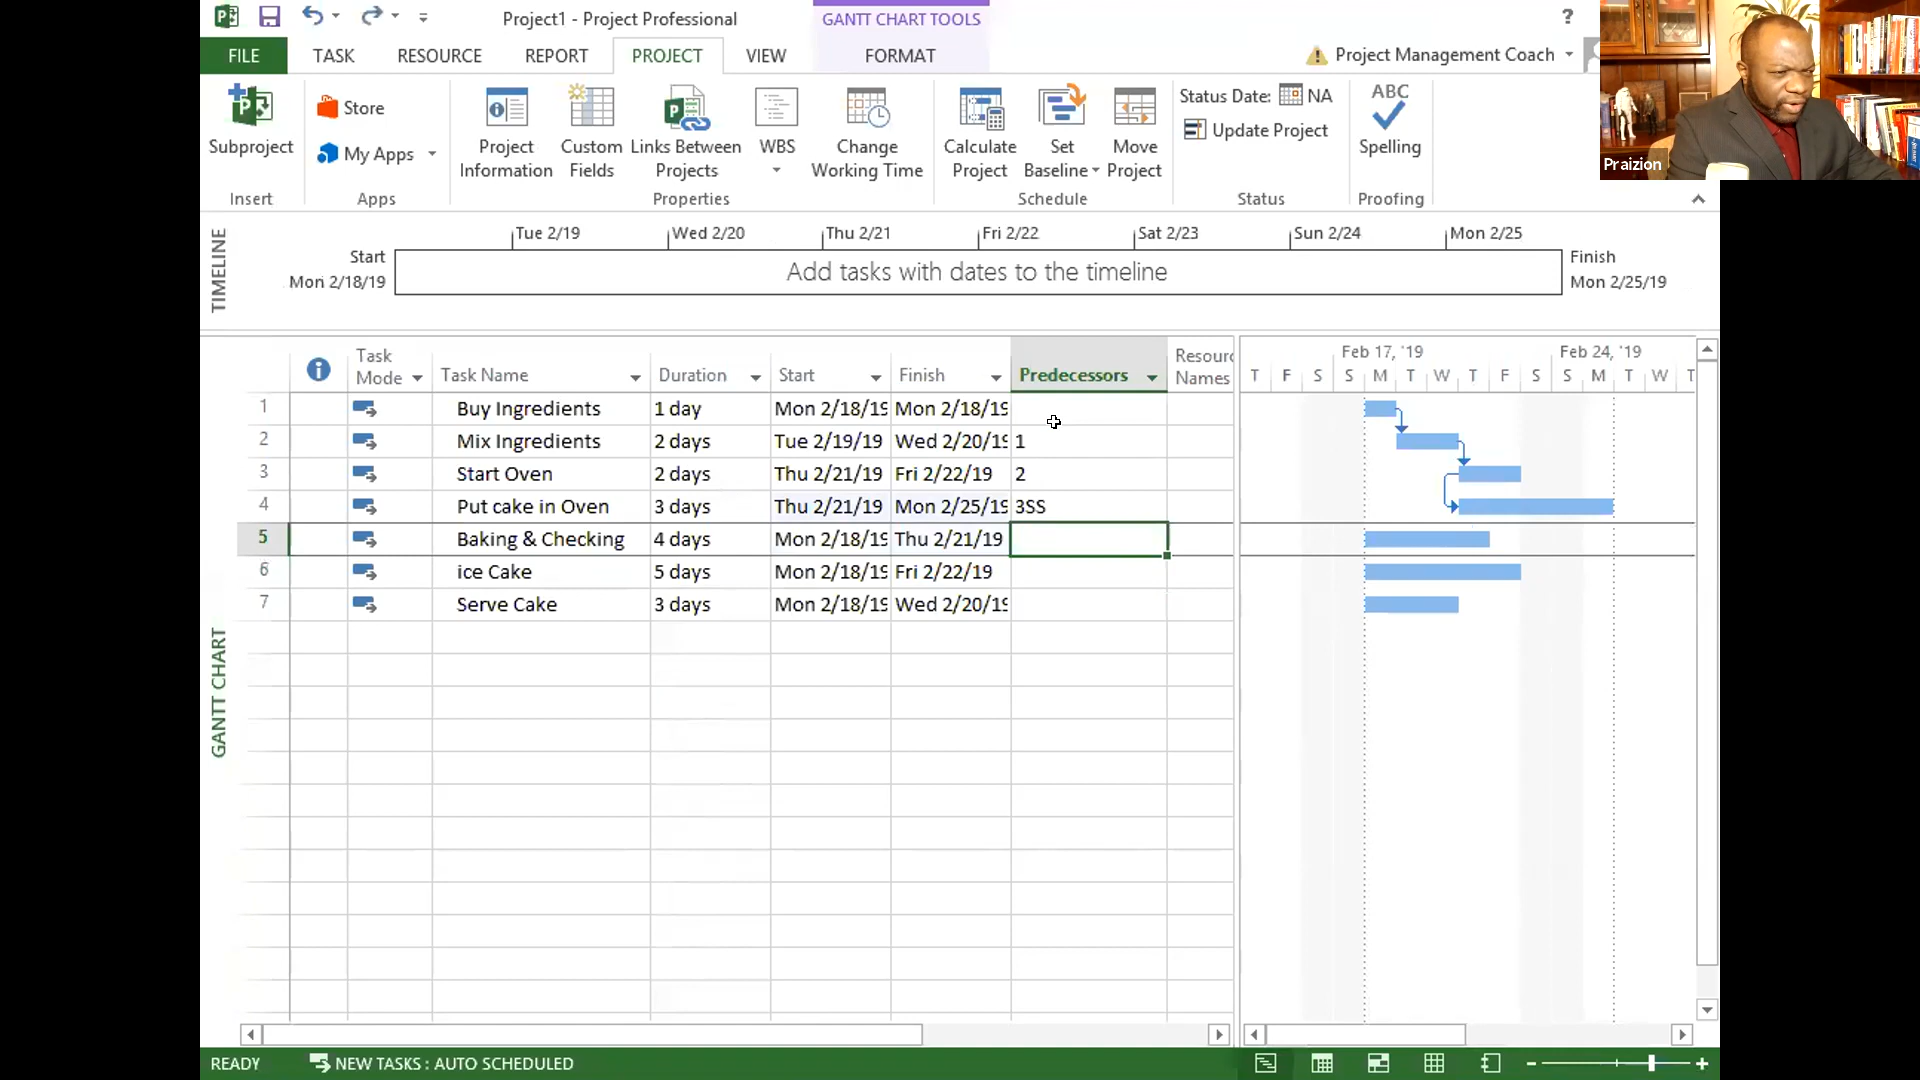 Project1 - Project Professional
GANTT CHART TOOLS
?
FILE TASK RESOURCE REPORT PROJECT VIEW FORMAT
Project Management Coach
Subproject
Insert
Store
My Apps
Apps
Project Information
Custom Fields
Links Between Projects
WBS
Change Working Time
Properties
Calculate Project
Set Baseline
Move Project
Schedule
Status Date: NA
Update Project
Status
ABC
Spelling
Proofing
Praizion
TIMELINE
Tue 2/19 Wed 2/20 Thu 2/21 Fri 2/22 Sat 2/23 Sun 2/24 Mon 2/25
Start
Mon 2/18/19
Add tasks with dates to the timeline
Finish
Mon 2/25/19
GANTT CHART
Task Mode Task Name Duration Start Finish Predecessors Resourc Names
Feb 17, '19 Feb 24, '19
T F S S M T W T F S S M T W T
1 Buy Ingredients 1 day Mon 2/18/19 Mon 2/18/19
2 Mix Ingredients 2 days Tue 2/19/19 Wed 2/20/19 1
3 Start Oven 2 days Thu 2/21/19 Fri 2/22/19 2
4 Put cake in Oven 3 days Thu 2/21/19 Mon 2/25/19 3SS
5 Baking & Checking 4 days Mon 2/18/19 Thu 2/21/19
6 ice Cake 5 days Mon 2/18/19 Fri 2/22/19
7 Serve Cake 3 days Mon 2/18/19 Wed 2/20/19
READY NEW TASKS : AUTO SCHEDULED